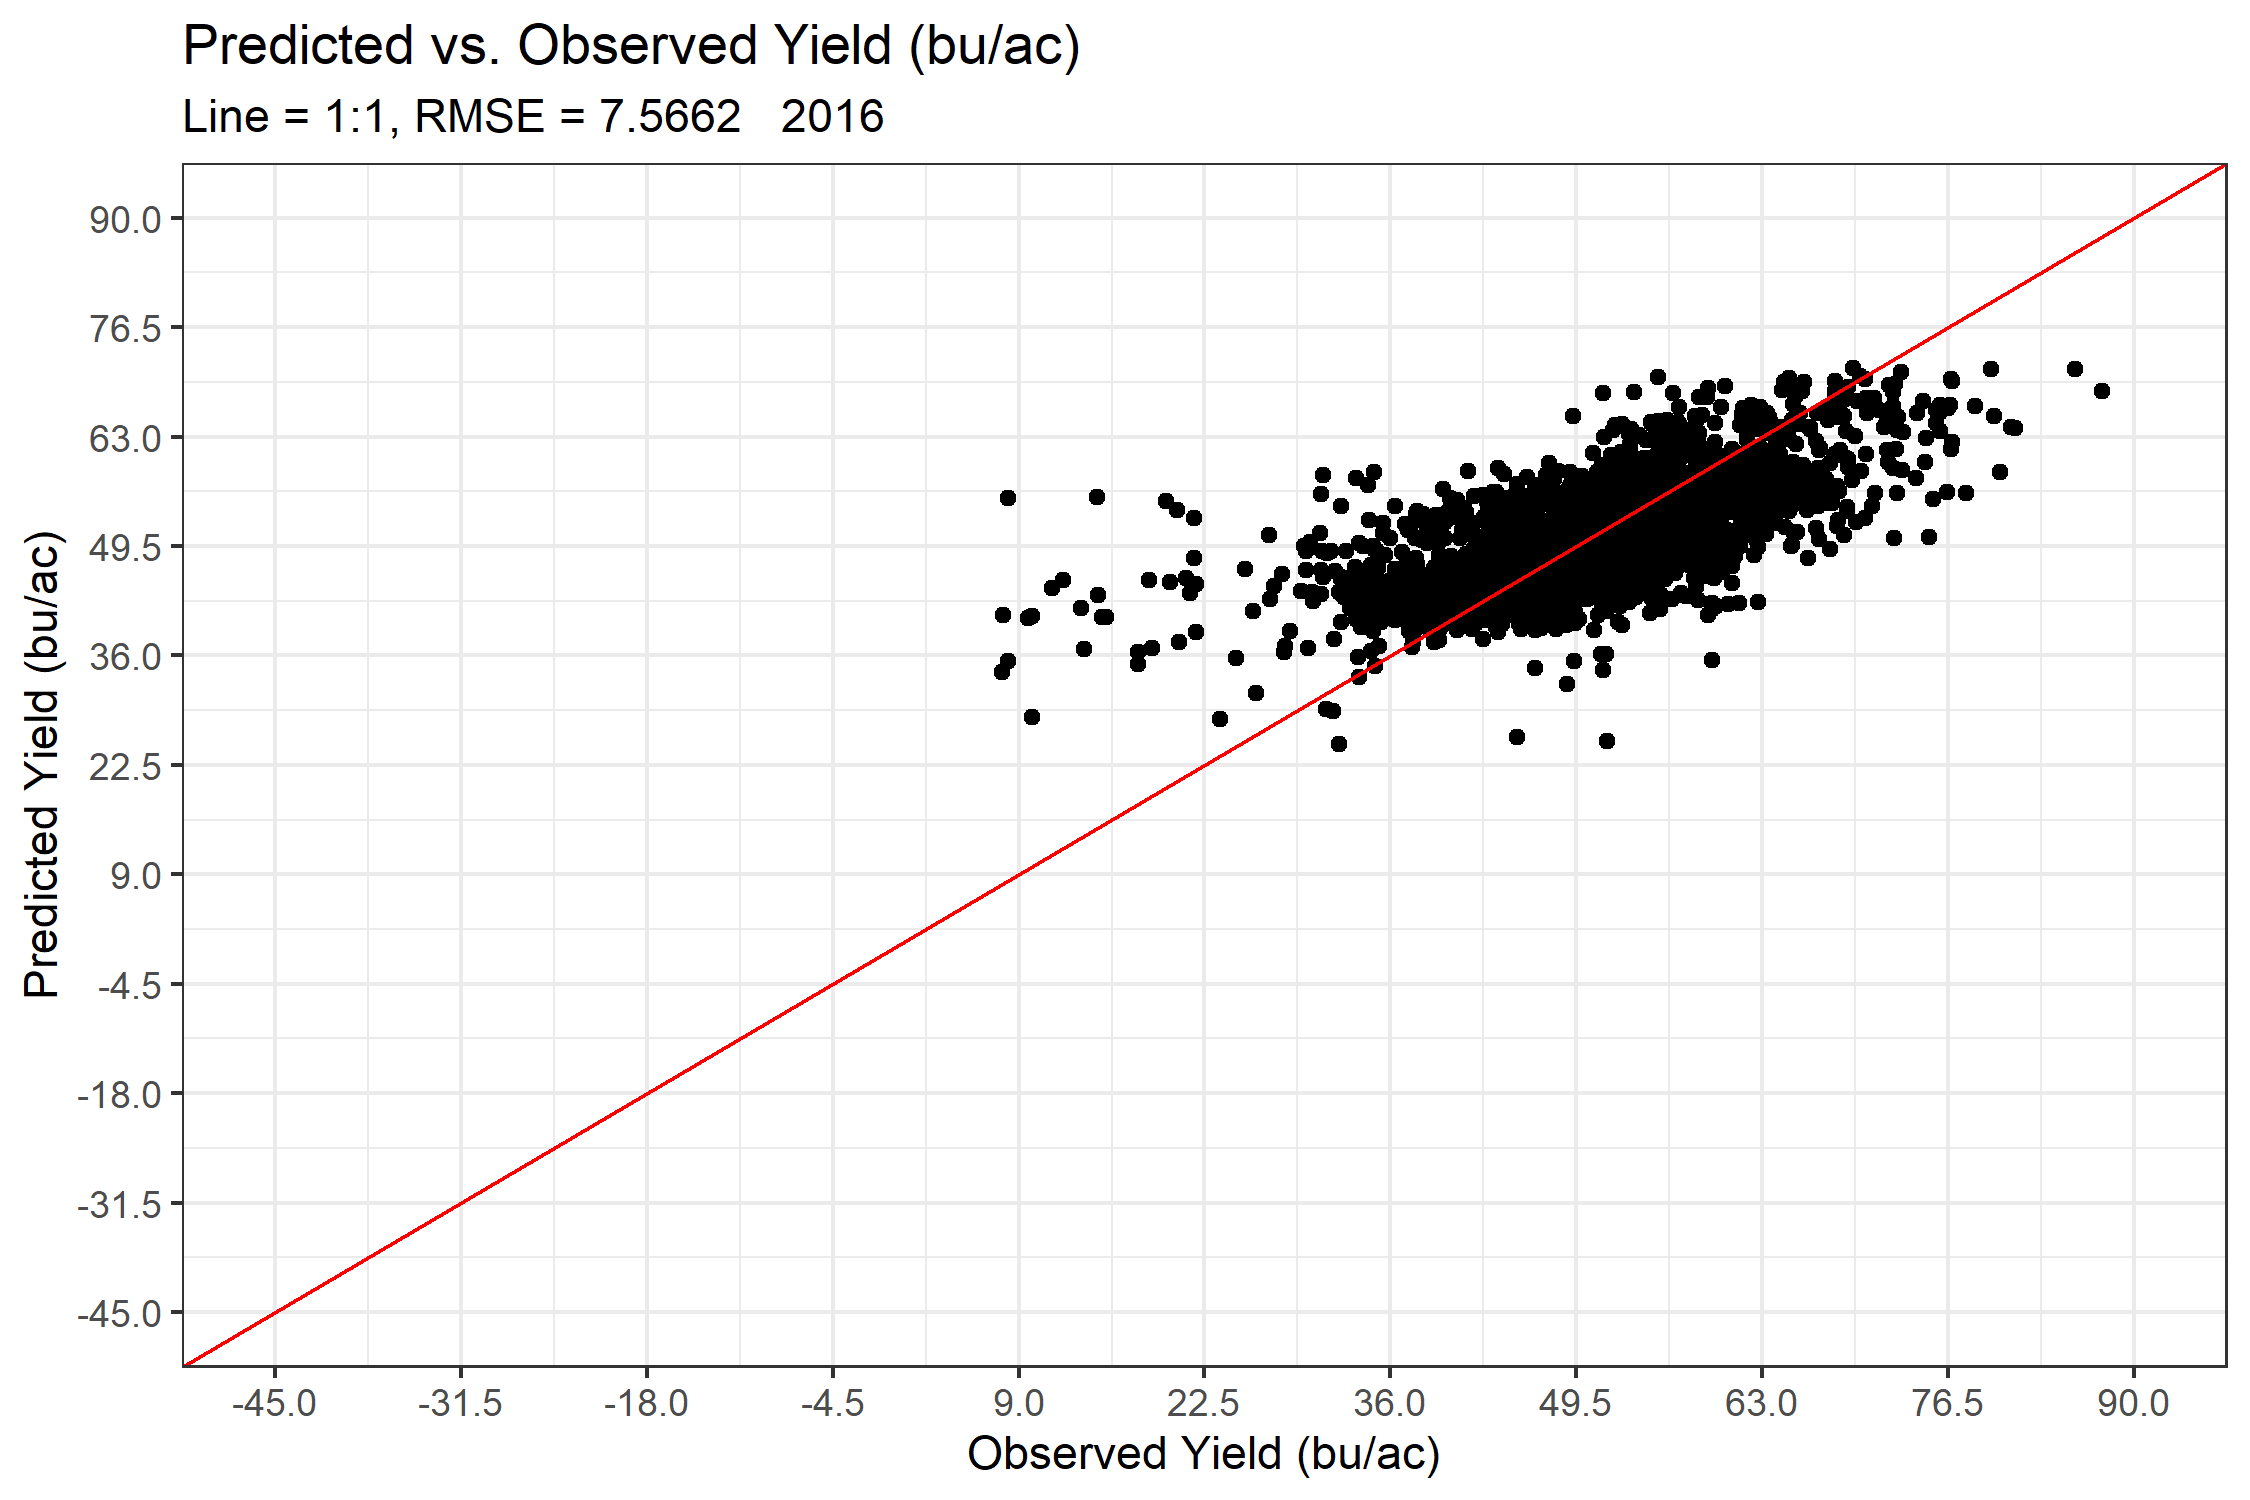 Predicted vs. Observed Yield (bu/ac)
Line = 1:1, RMSE = 7.5662   2016
Predicted Yield (bu/ac)
90.0
76.5
63.0
49.5
36.0
22.5
9.0
-4.5
-18.0
-31.5
-45.0
-45.0 -31.5 -18.0 -4.5 9.0 22.5 36.0 49.5 63.0 76.5 90.0
Observed Yield (bu/ac)